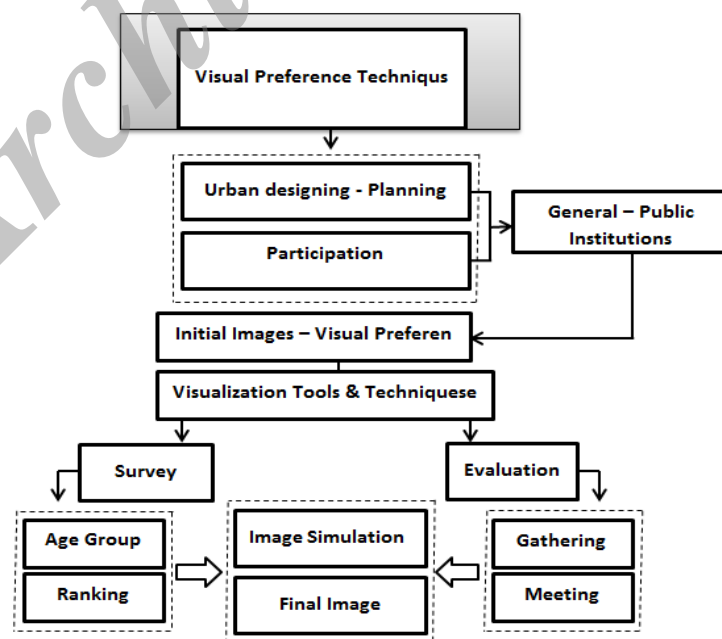 Visual Preference Techniqus
Urban designing - Planning
Participation
General – Public
Institutions
Initial Images – Visual Preferen
Visualization Tools & Techniquese
Survey
Evaluation
Age Group
Ranking
Image Simulation
Final Image
Gathering
Meeting